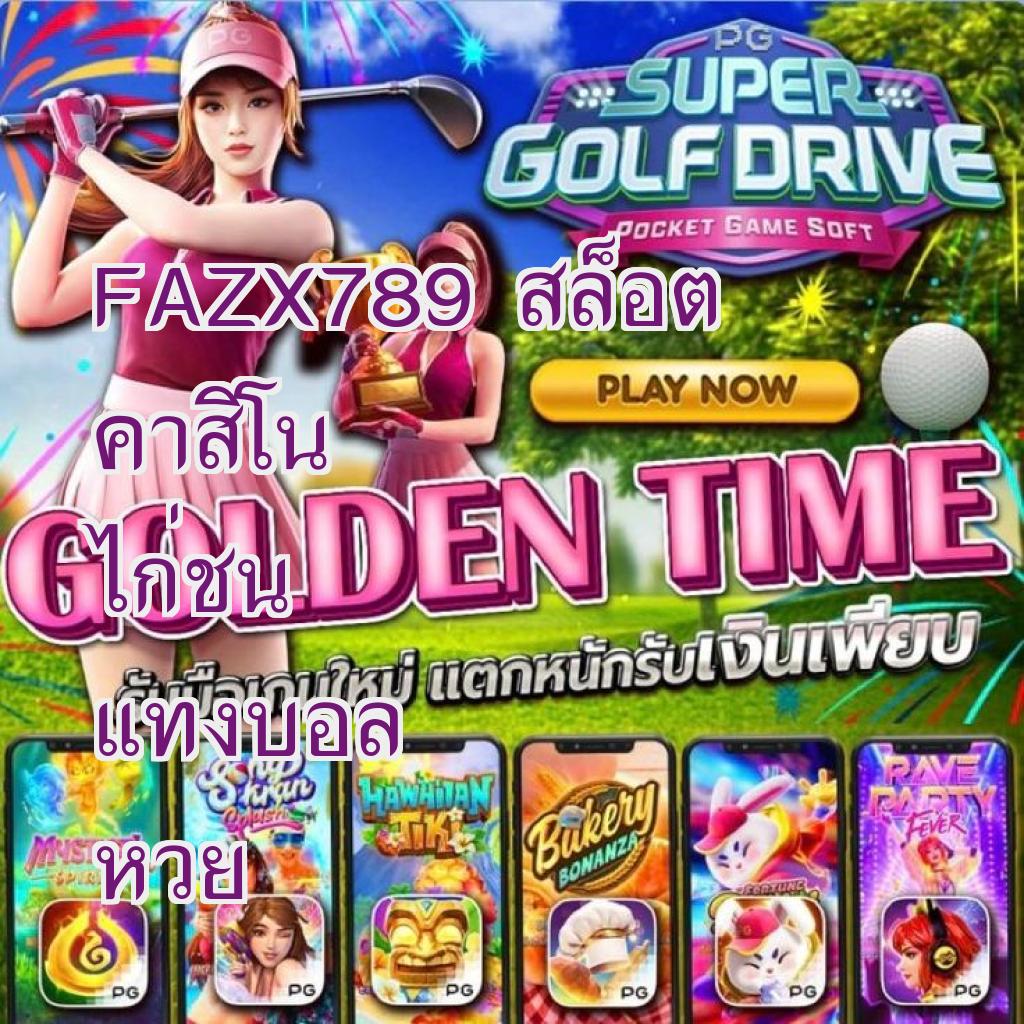 PG
PG
SUPER
GOLF DRIVE
POCKET GAME SOFT
FAZX789 สล็อต
PLAY NOW
คาสิโน
GOLDEN TIME
ไก่ชน
แตกหนักรับเงินเพียบ
แทงบอล
RAVE
PARTY
FEVER
HAWAIIAN
TIKI
Bakery
BONANZA
Splash
หวย
PG
PG
PG
PG
PG
PG